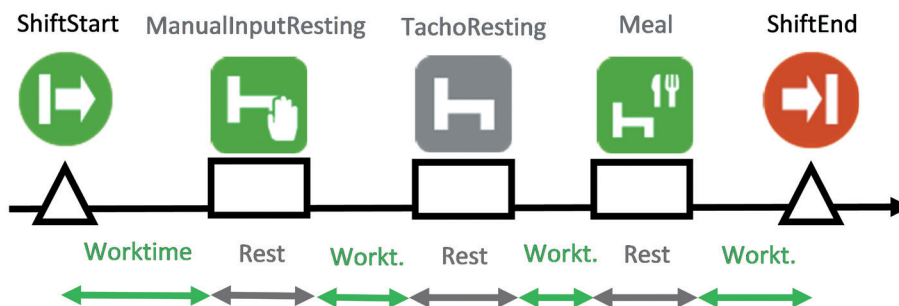 ShiftStart ManualInputResting TachoResting Meal ShiftEnd
Worktime Rest Workt. Rest Workt. Rest Workt.